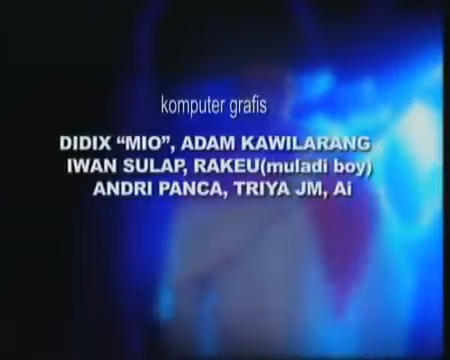 komputer grafis
DIDIX “MIO”, ADAM KAWILARANG
IWAN SULAP, RAKEU(muladi boy)
ANDRI PANCA, TRIYA JM, Ai